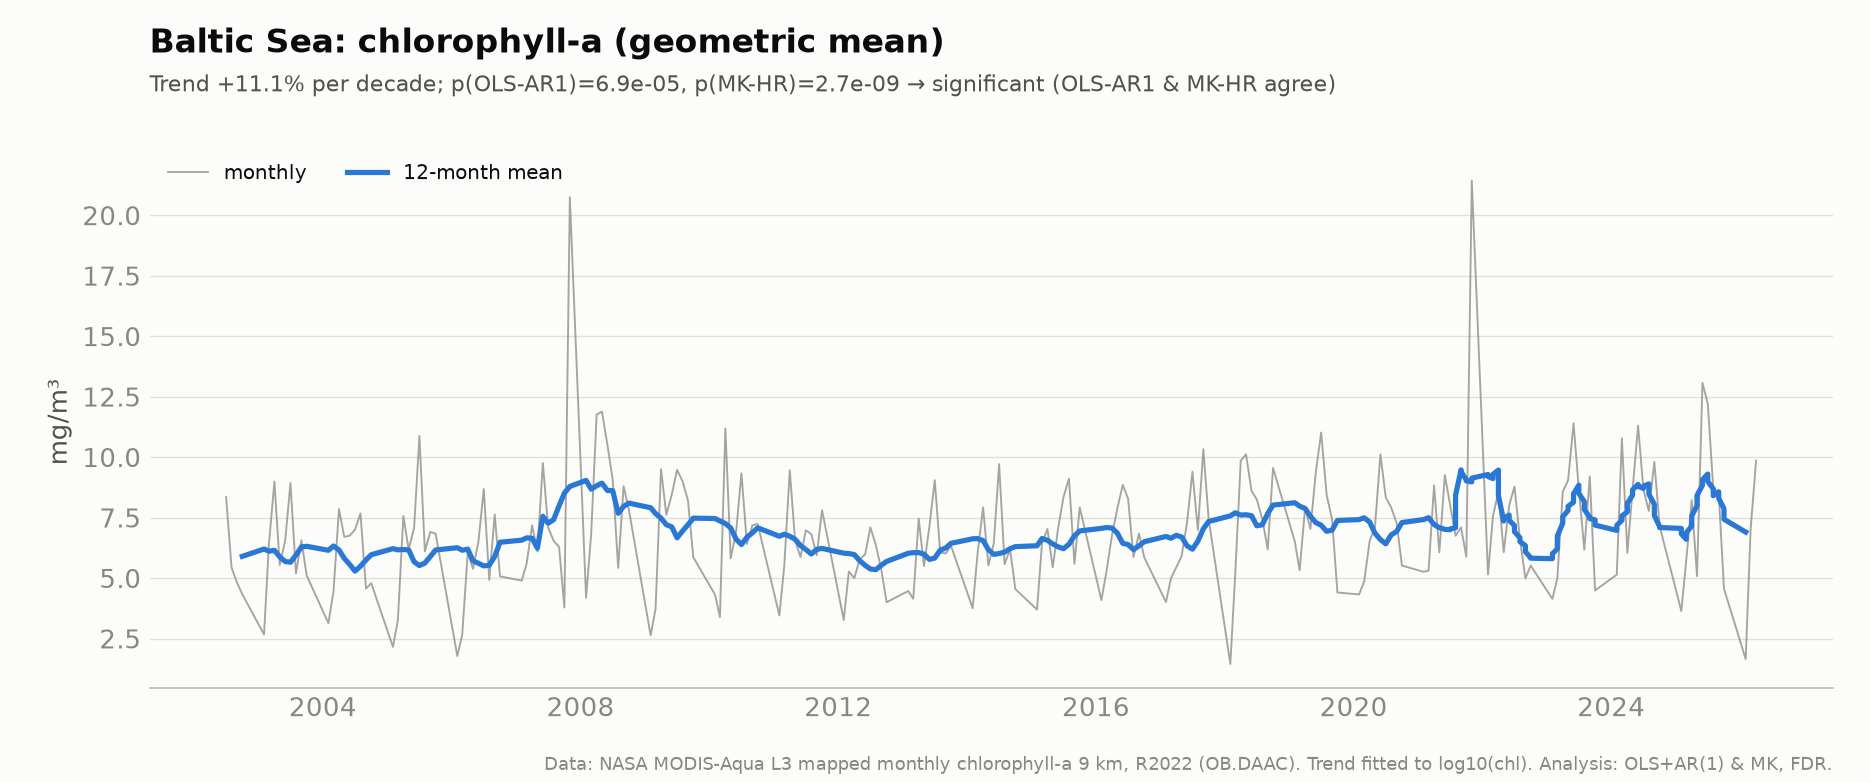 Baltic Sea: chlorophyll-a (geometric mean)
Trend +11.1% per decade; p(OLS-AR1)=6.9e-05, p(MK-HR)=2.7e-09 → significant (OLS-AR1 & MK-HR agree)
monthly
12-month mean
20.0
17.5
15.0
12.5
10.0
7.5
5.0
2.5
mg/m³
2004
2008
2012
2016
2020
2024
Data: NASA MODIS-Aqua L3 mapped monthly chlorophyll-a 9 km, R2022 (OB.DAAC). Trend fitted to log10(chl). Analysis: OLS+AR(1) & MK, FDR.